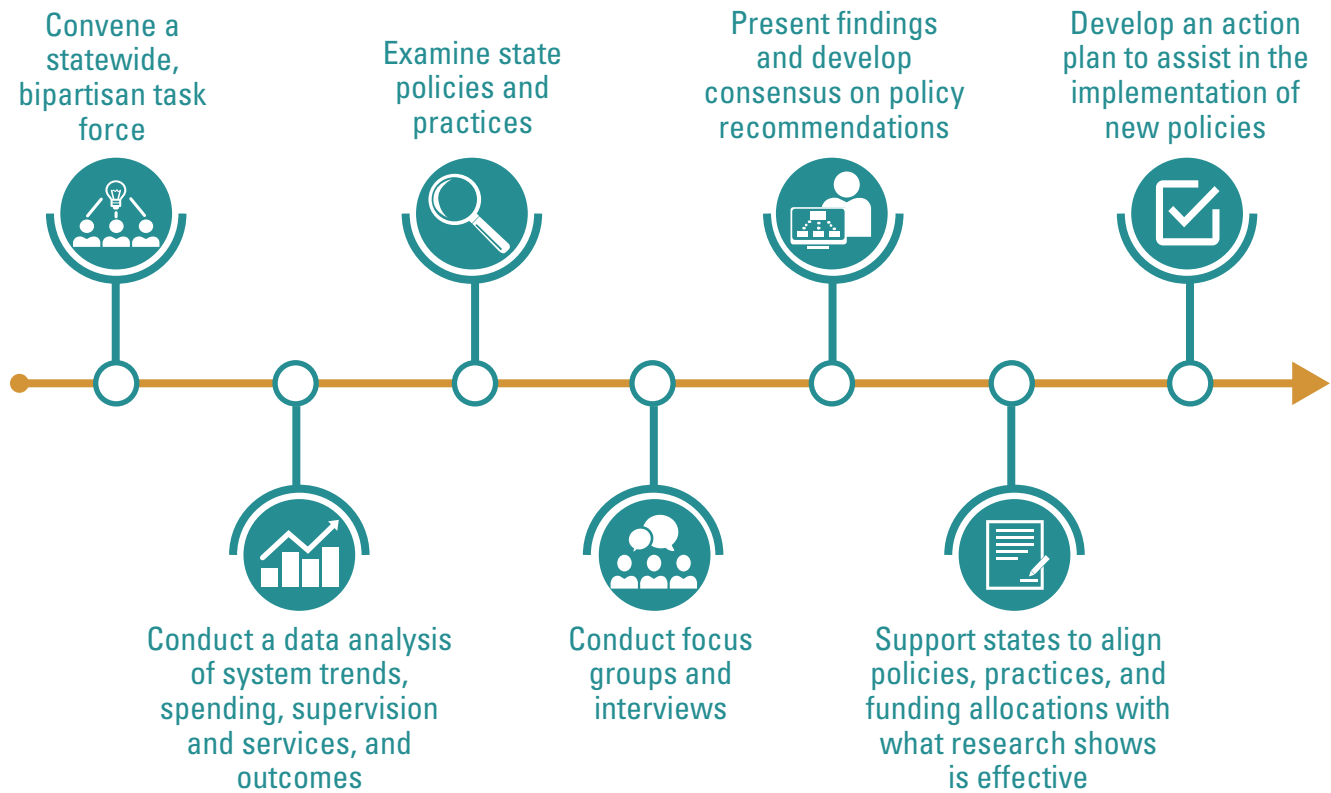 Convene a
statewide,
bipartisan task
force
Conduct a data analysis
of system trends,
spending, supervision
and services, and
outcomes
Examine state
policies and
practices
Conduct focus
groups and
interviews
Present findings
and develop
consensus on policy
recommendations
Support states to align
policies, practices, and
funding allocations with
what research shows
is effective
Develop an action
plan to assist in the
implementation of
new policies